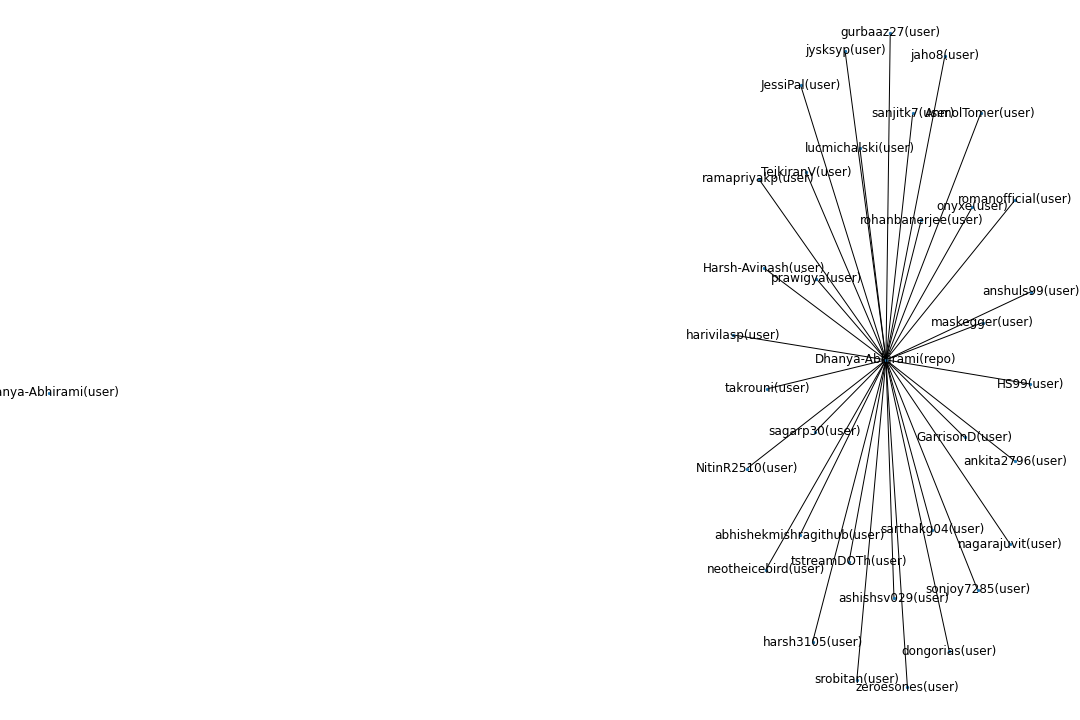 gurbaaz27(user)
jysksyp(user)
jaho8(user)
JessiPal(user)
sanjitk7(user)
AnmolTomer(user)
lucmichalski(user)
TejkiranV(user)
ramapriyakp(user)
romanofficial(user)
onyxe(user)
rohanbanerjee(user)
Harsh-Avinash(user)
prawigya(user)
anshuls99(user)
maskegger(user)
harivilasp(user)
Dhanya-Abhirami(repo)
HS99(user)
takrouni(user)
anya-Abhirami(user)
sagarp30(user)
GarrisonD(user)
ankita2796(user)
NitinR2510(user)
sarthakg04(user)
abhishekmishragithub(user)
nagarajuvit(user)
tstreamDOTh(user)
neotheicebird(user)
sonjoy7285(user)
ashishsv029(user)
harsh3105(user)
dongorias(user)
srobitan(user)
zeroesones(user)